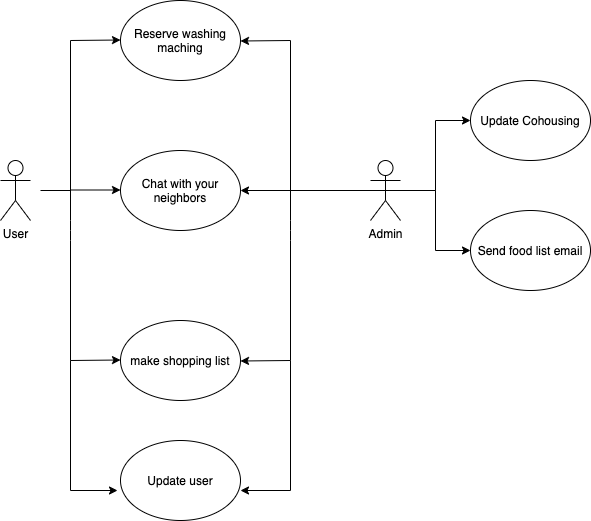 Reserve washing
maching
Update Cohousing
Chat with your
neighbors
User
Admin
Send food list email
make shopping list
Update user